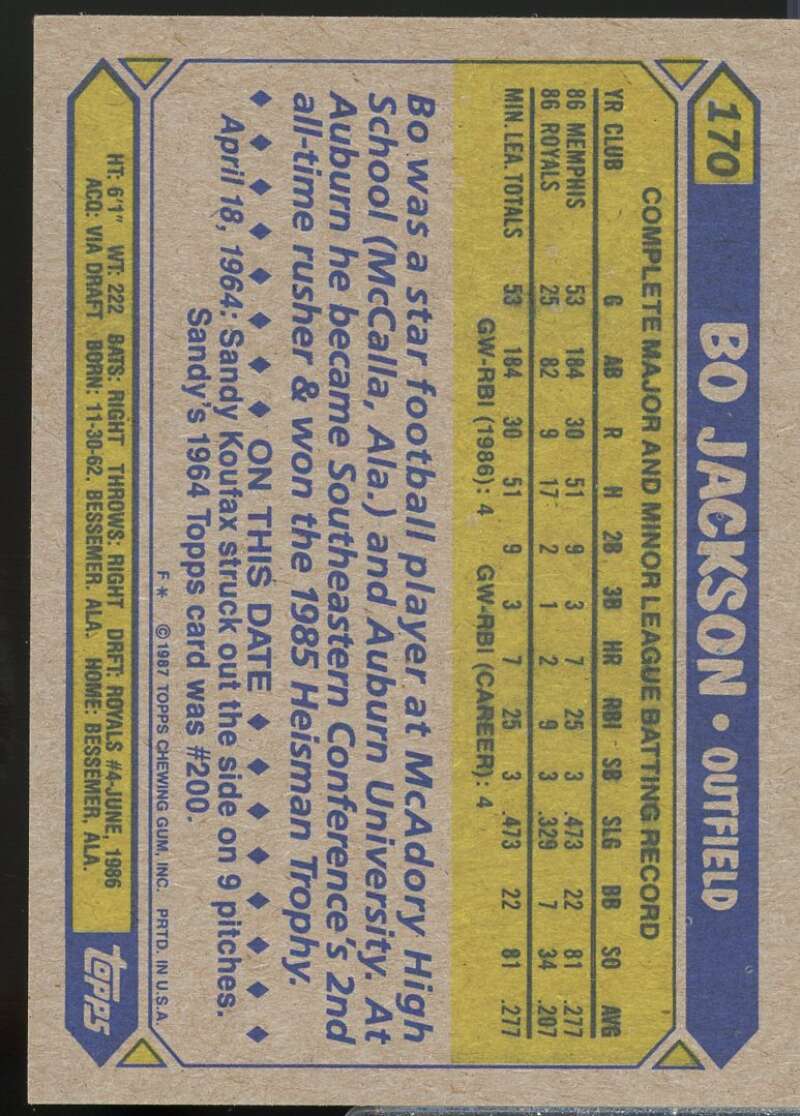 170 BO JACKSON • OUTFIELD
COMPLETE MAJOR AND MINOR LEAGUE BATTING RECORD
YR CLUB G AB R H 2B 3B HR RBI SB SLG BB SO AVG
86 MEMPHIS 53 184 30 51 9 3 7 25 3 .473 22 81 .277
86 ROYALS 25 82 9 17 2 1 2 9 3 .329 7 34 .207
MIN. LEA. TOTALS 53 184 30 51 9 3 7 25 3 .473 22 81 .277
GW-RBI (1986): 4 GW-RBI (CAREER): 4
Bo was a star football player at McAdory High
School (McCalla, Ala.) and Auburn University. At
Auburn he became Southeastern Conference's 2nd
all-time rusher & won the 1985 Heisman Trophy.
◆ ◆ ◆ ◆ ◆ ◆ ◆ ◆ ON THIS DATE ◆ ◆ ◆ ◆ ◆ ◆ ◆ ◆
April 18, 1964: Sandy Koufax struck out the side on 9 pitches.
Sandy's 1964 Topps card was #200.
F * © 1987 TOPPS CHEWING GUM, INC. PRTD. IN U.S.A.
HT: 6'1" WT: 222 BATS: RIGHT THROWS: RIGHT DRFT: ROYALS #4-JUNE, 1986
ACQ: VIA DRAFT BORN: 11-30-62, BESSEMER, ALA. HOME: BESSEMER, ALA.
topps